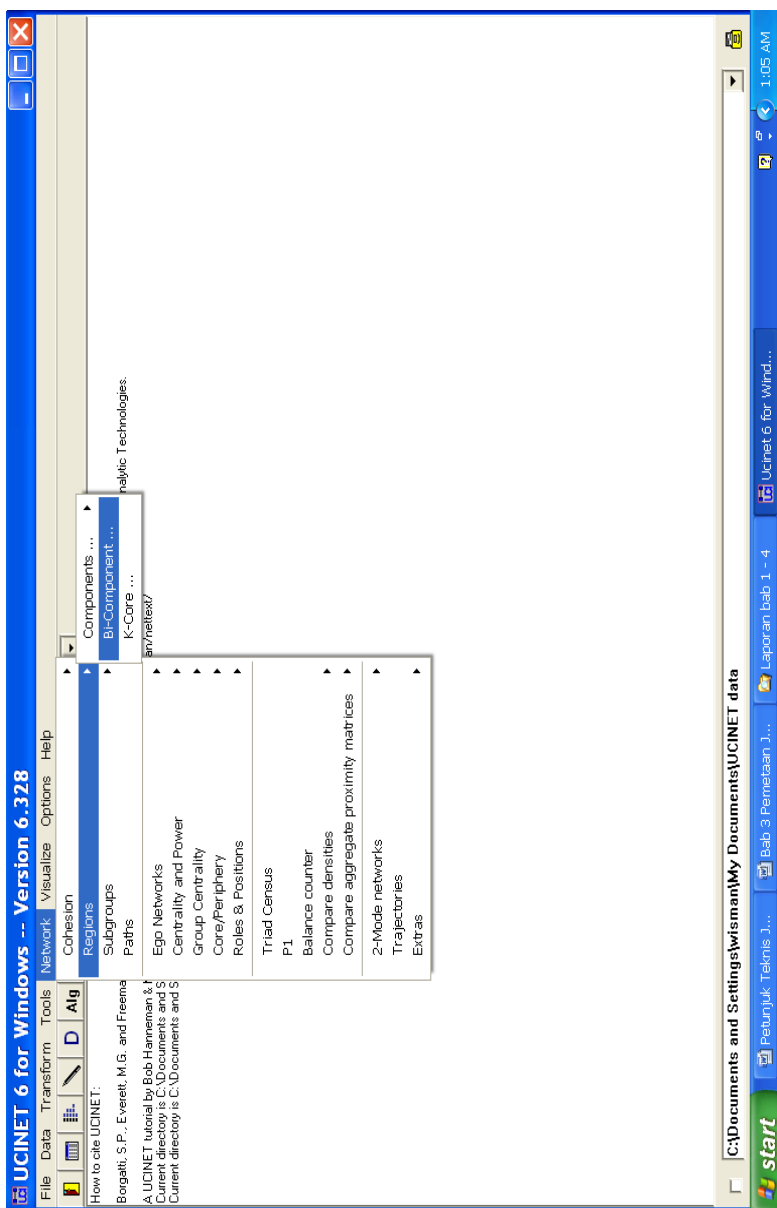 UCINET 6 for Windows -- Version 6.328
File Data Transform Tools Network Visualize Options Help
D Alg
How to cite UCINET:
Borgatti, S.P., Everett, M.G. and Freema
nalytic Technologies.
A UCINET tutorial by Bob Hanneman &
an/nettext/
Current directory is C:\Documents and S
Current directory is C:\Documents and S
Cohesion
Regions
Subgroups
Paths
Ego Networks
Centrality and Power
Group Centrality
Core/Periphery
Roles & Positions
Triad Census
P1
Balance counter
Compare densities
Compare aggregate proximity matrices
2-Mode networks
Trajectories
Extras
Components ...
Bi-Component ...
K-Core ...
C:\Documents and Settings\wisman\My Documents\UCINET data
start
Petunjuk Teknis J...
Bab 3 Pemetaan J...
Laporan bab 1 - 4
Ucinet 6 for Wind...
1:05 AM